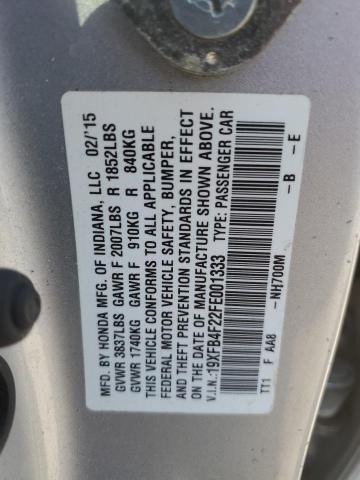 MFD. BY HONDA MFG. OF INDIANA, LLC 02/'15
GVWR 3637LBS GAWR F 2007LBS R 1852LBS
GVWR 1740KG GAWR F 910KG R 840KG
THIS VEHICLE CONFORMS TO ALL APPLICABLE
FEDERAL MOTOR VEHICLE SAFETY, BUMPER,
AND THEFT PREVENTION STANDARDS IN EFFECT
ON THE DATE OF MANUFACTURE SHOWN ABOVE.
V.I.N.:19XFB4F22FE001333 TYPE: PASSENGER CAR
NH700M — B — E
TT1 F AA8